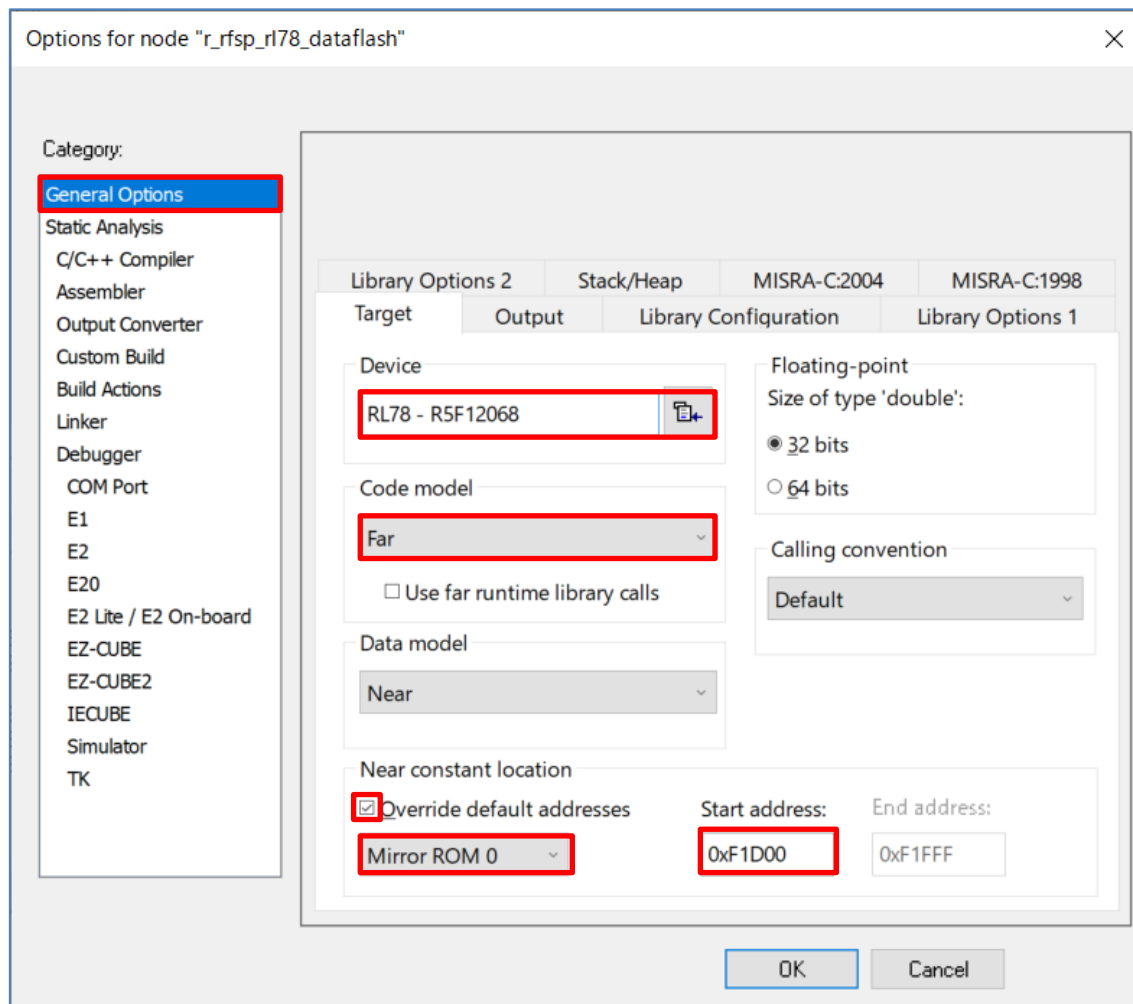 Options for node "r_rfsp_rl78_dataflash"
Category:
General Options
Static Analysis
C/C++ Compiler
Assembler
Output Converter
Custom Build
Build Actions
Linker
Debugger
COM Port
E1
E2
E20
E2 Lite / E2 On-board
EZ-CUBE
EZ-CUBE2
IECUBE
Simulator
TK
Library Options 2 Stack/Heap MISRA-C:2004 MISRA-C:1998
Target Output Library Configuration Library Options 1
Device
RL78 - R5F12068
Code model
Far
Use far runtime library calls
Data model
Near
Floating-point
Size of type 'double':
32 bits
64 bits
Calling convention
Default
Near constant location
Override default addresses Start address: End address:
Mirror ROM 0 0xF1D00 0xF1FFF
OK Cancel